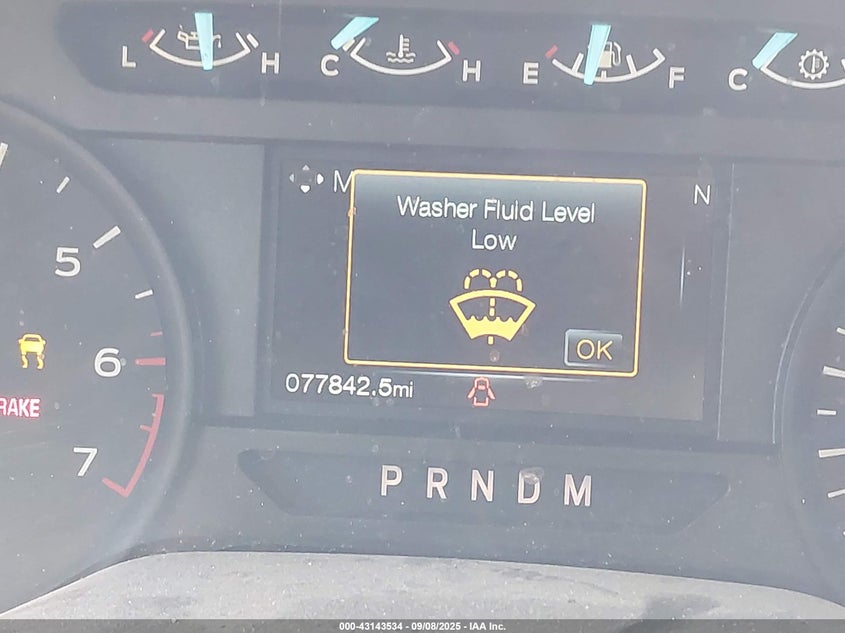 L H C H E F C
M N
Washer Fluid Level
Low
5
OK
6
077842.5mi
RAKE
7
P R N D M
000-43143534 - 09/08/2025 - IAA Inc.